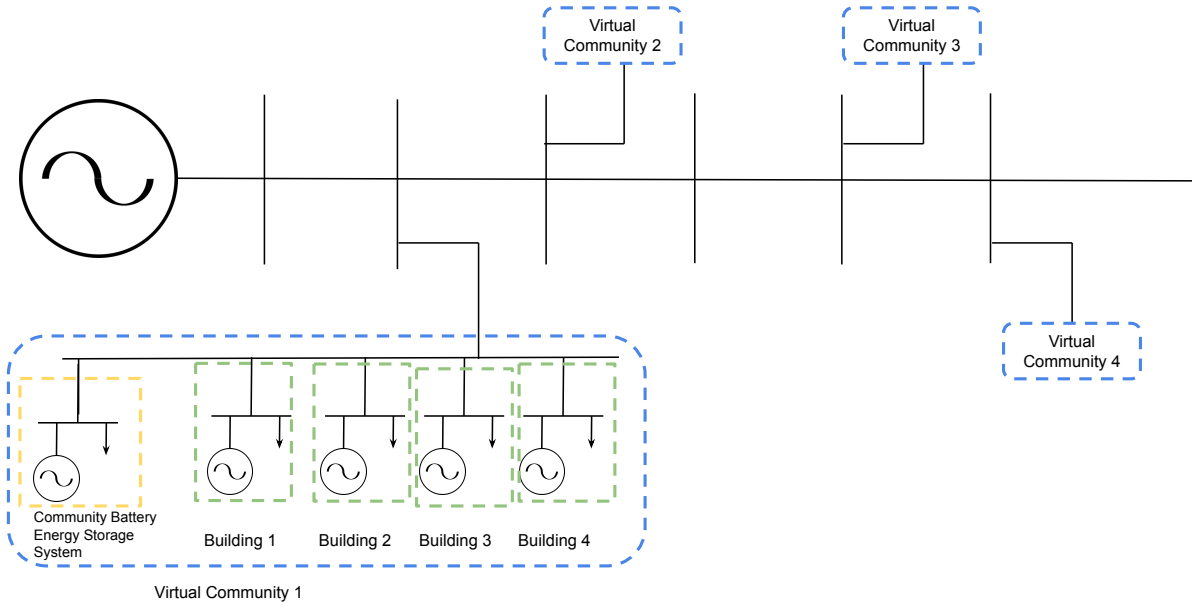 Virtual
Community 2
Virtual
Community 3
Virtual
Community 4
Community Battery
Energy Storage
System
Building 1
Building 2
Building 3
Building 4
Virtual Community 1